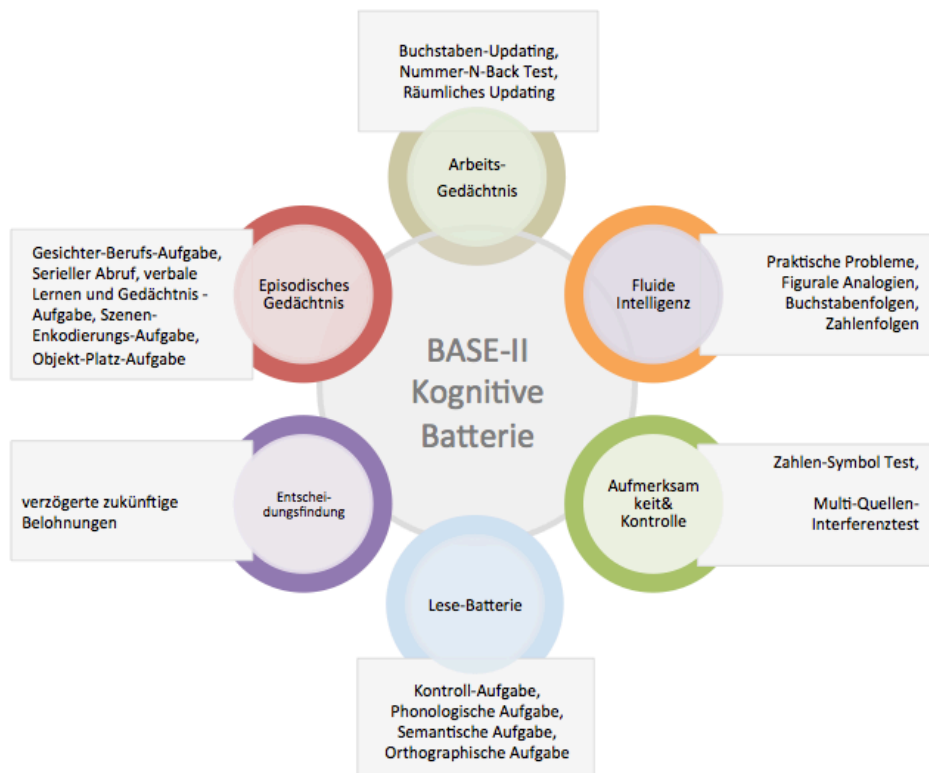 Buchstaben-Updating,
Nummer-N-Back Test,
Räumliches Updating
Arbeits-
Gedächtnis
Gesichter-Berufs-Aufgabe,
Serieller Abruf, verbale
Lernen und Gedächtnis -
Aufgabe, Szenen-
Enkodierungs-Aufgabe,
Objekt-Platz-Aufgabe
Episodisches
Gedächtnis
Fluide
Intelligenz
Praktische Probleme,
Figurale Analogien,
Buchstabenfolgen,
Zahlenfolgen
BASE-II
Kognitive
Batterie
verzögerte zukünftige
Belohnungen
Entschei-
dungsfindung
Aufmerksam
keit&
Kontrolle
Zahlen-Symbol Test,
Multi-Quellen-
Interferenztest
Lese-Batterie
Kontroll-Aufgabe,
Phonologische Aufgabe,
Semantische Aufgabe,
Orthographische Aufgabe